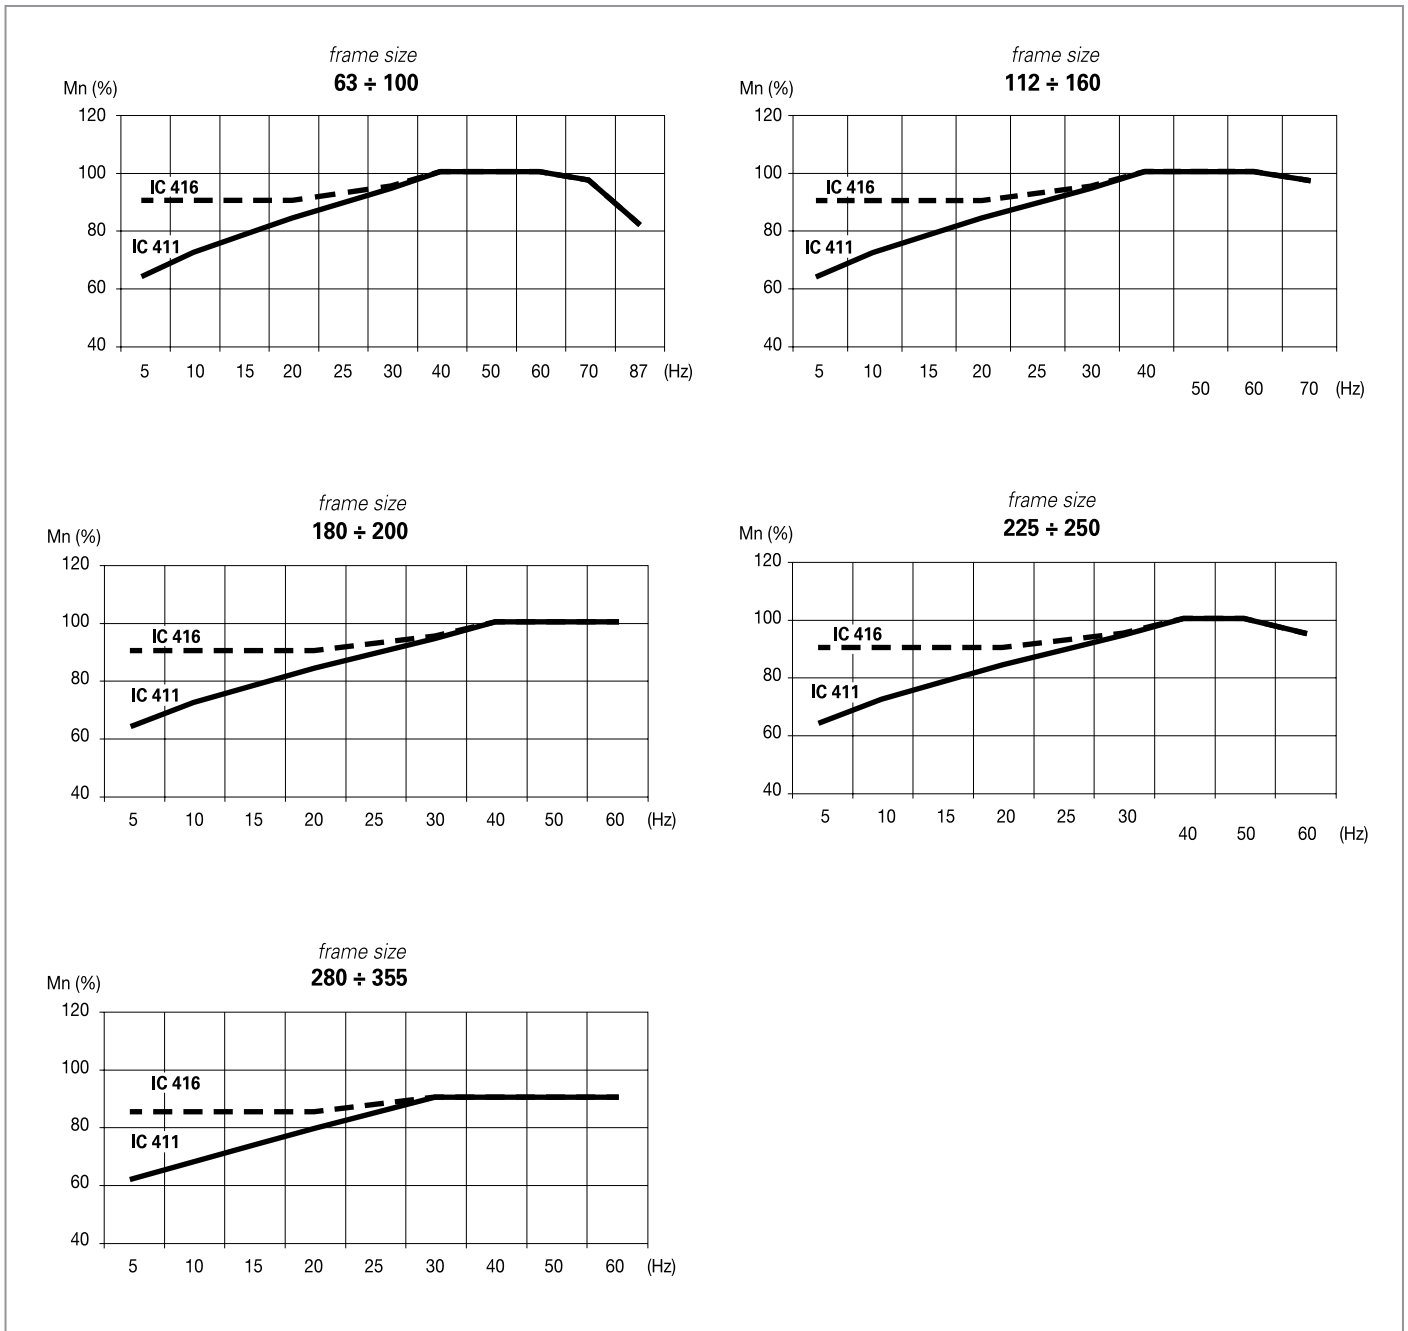 frame size
63 ÷ 100
Mn (%)
120
100
80
60
40
IC 416
IC 411
5 10 15 20 25 30 40 50 60 70 87 (Hz)
frame size
112 ÷ 160
Mn (%)
120
100
80
60
40
IC 416
IC 411
5 10 15 20 25 30 40
50 60 70 (Hz)
frame size
180 ÷ 200
Mn (%)
120
100
80
60
40
IC 416
IC 411
5 10 15 20 25 30 40 50 60 (Hz)
frame size
225 ÷ 250
Mn (%)
120
100
80
60
40
IC 416
IC 411
5 10 15 20 25 30
40 50 60 (Hz)
frame size
280 ÷ 355
Mn (%)
120
100
80
60
40
IC 416
IC 411
5 10 15 20 25 30 40 50 60 (Hz)